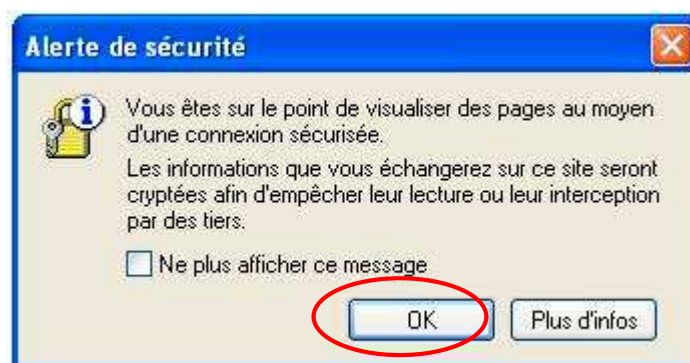 Alerte de sécurité
Vous êtes sur le point de visualiser des pages au moyen
d'une connexion sécurisée.
Les informations que vous échangerez sur ce site seront
cryptées afin d'empêcher leur lecture ou leur interception
par des tiers.
Ne plus afficher ce message
OK
Plus d'infos